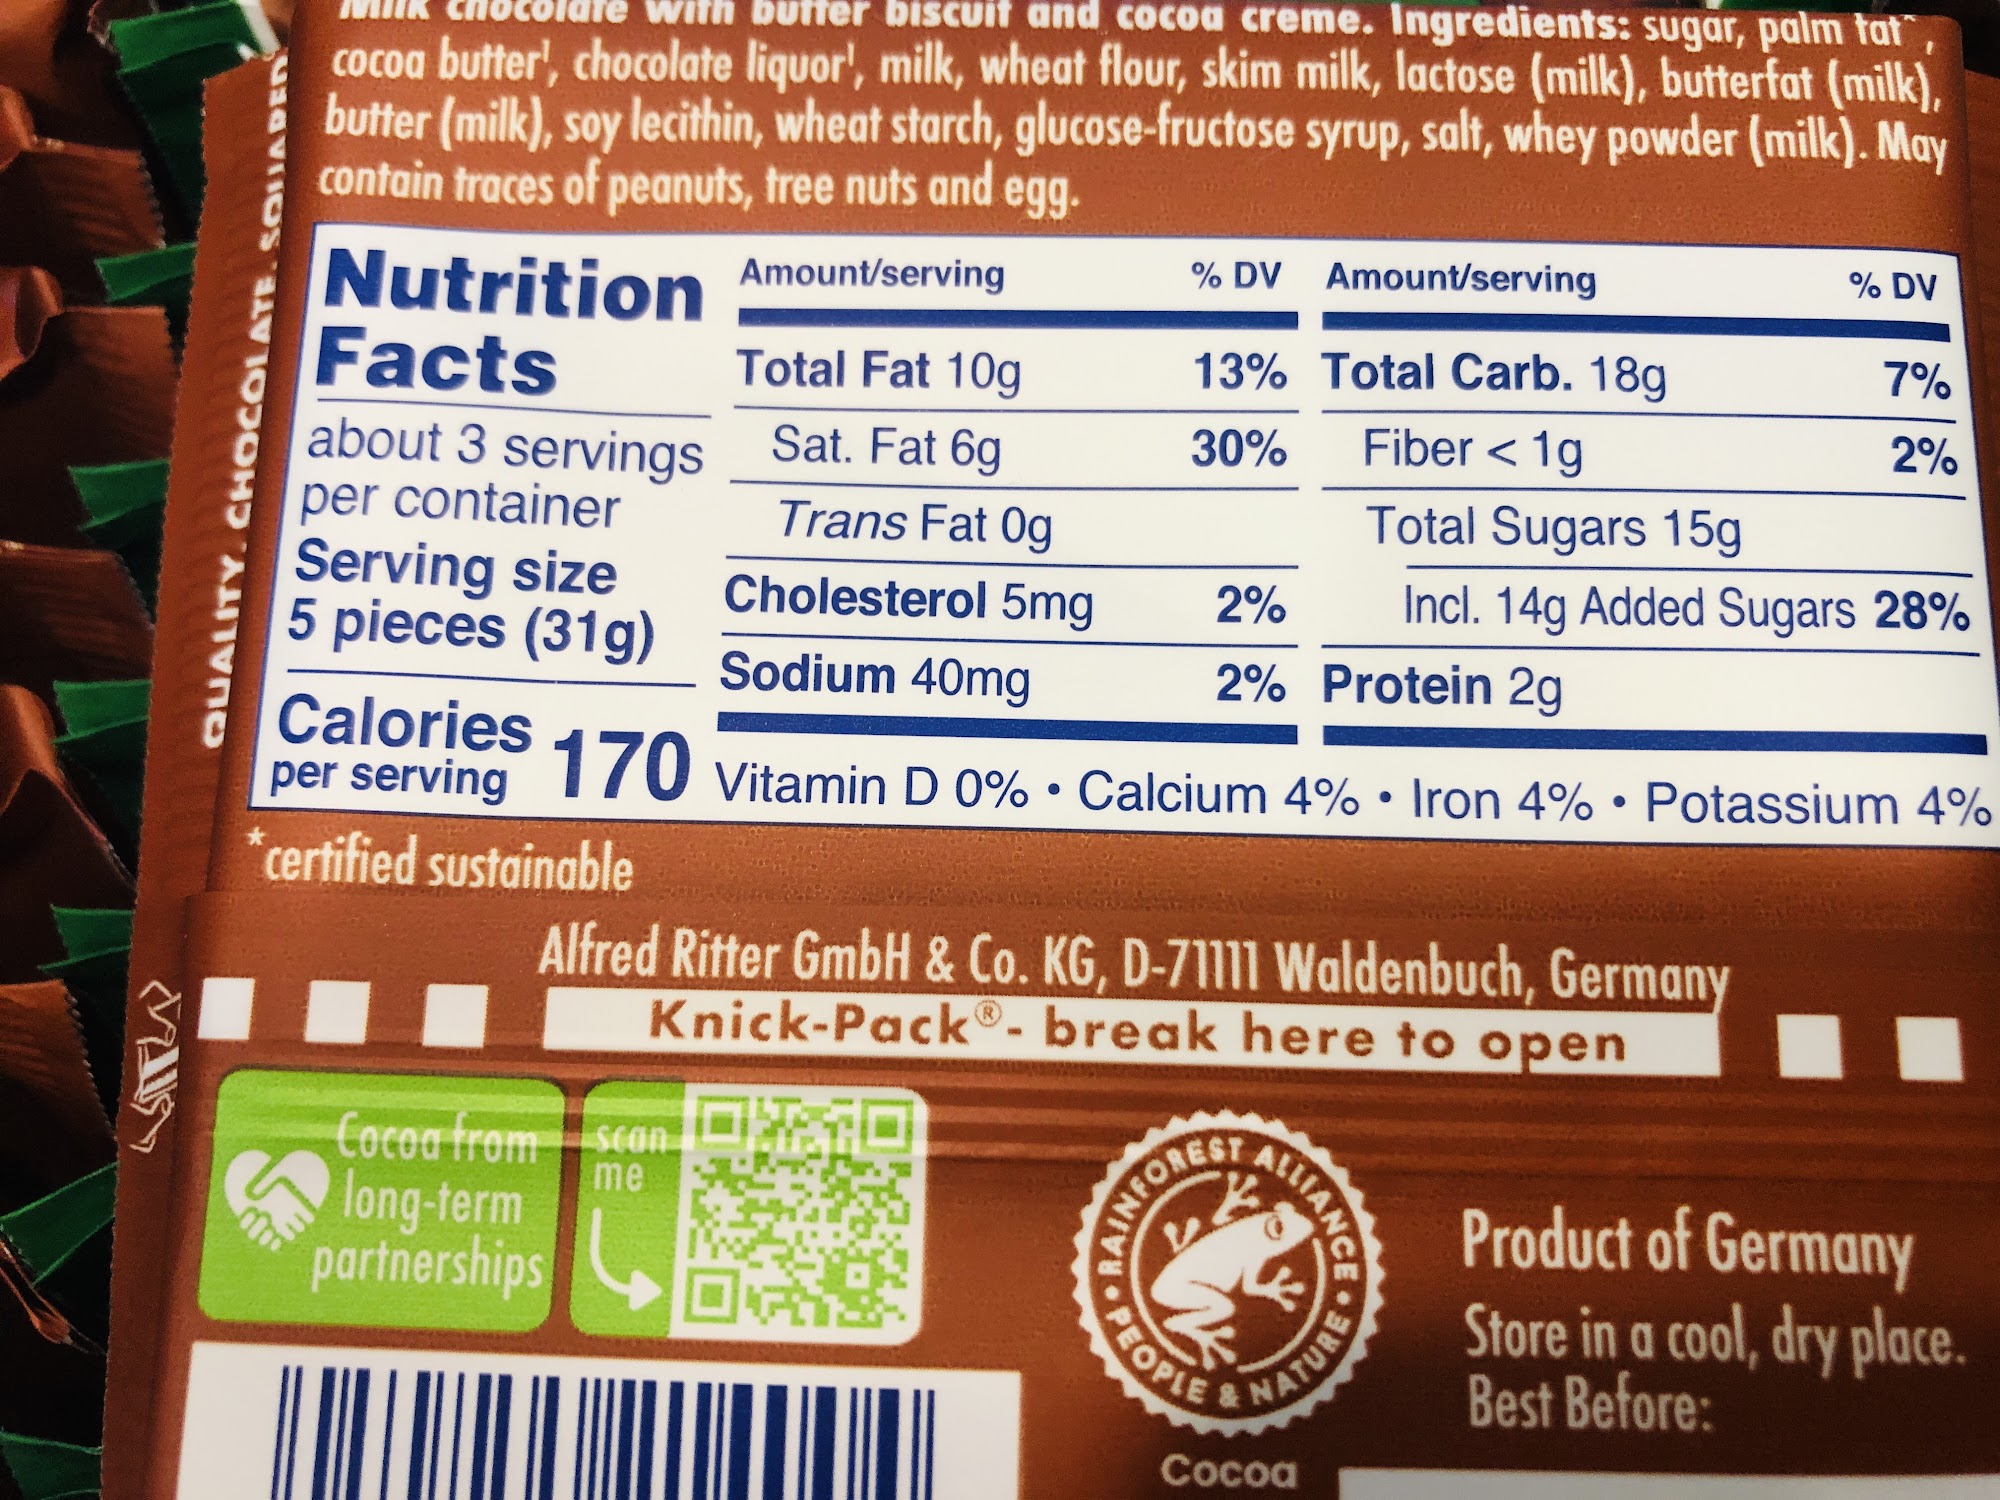 Milk chocolate with butter biscuit and cocoa creme. Ingredients: sugar, palm fat*,
cocoa butter¹, chocolate liquor¹, milk, wheat flour, skim milk, lactose (milk), butterfat (milk),
butter (milk), soy lecithin, wheat starch, glucose-fructose syrup, salt, whey powder (milk). May
contain traces of peanuts, tree nuts and egg.
QUALITY. CHOCOLATE. SQUARED.
Nutrition
Facts
about 3 servings
per container
Serving size
5 pieces (31g)
Calories 170
per serving
Amount/serving % DV
Total Fat 10g 13%
Sat. Fat 6g 30%
Trans Fat 0g
Cholesterol 5mg 2%
Sodium 40mg 2%
Amount/serving % DV
Total Carb. 18g 7%
Fiber < 1g 2%
Total Sugars 15g
Incl. 14g Added Sugars 28%
Protein 2g
Vitamin D 0% • Calcium 4% • Iron 4% • Potassium 4%
*certified sustainable
Alfred Ritter GmbH & Co. KG, D-71111 Waldenbuch, Germany
Knick-Pack® - break here to open
Cocoa from
long-term
partnerships
scan
me
RAINFOREST ALLIANCE
• PEOPLE & NATURE •
Cocoa
Product of Germany
Store in a cool, dry place.
Best Before: